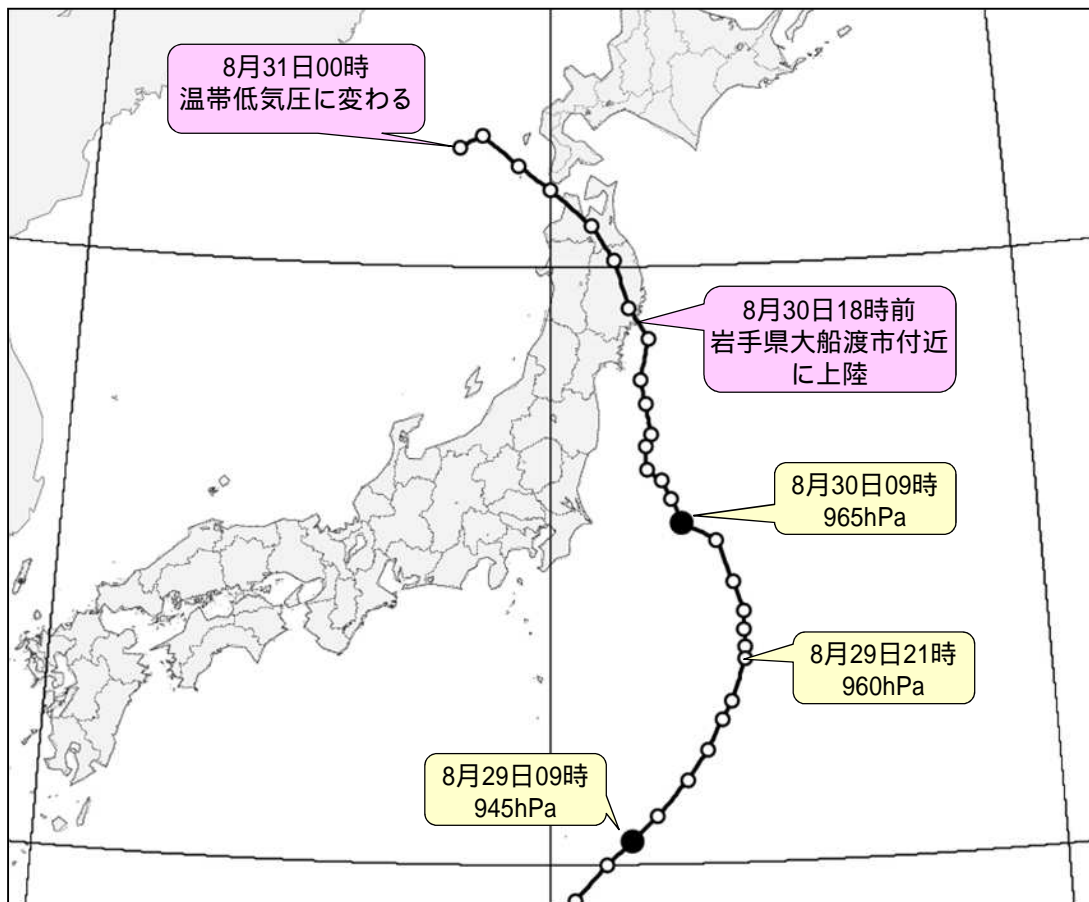 8月31日00時
温帯低気圧に変わる
8月30日18時前
岩手県大船渡市付近
に上陸
8月30日09時
965hPa
8月29日21時
960hPa
8月29日09時
945hPa